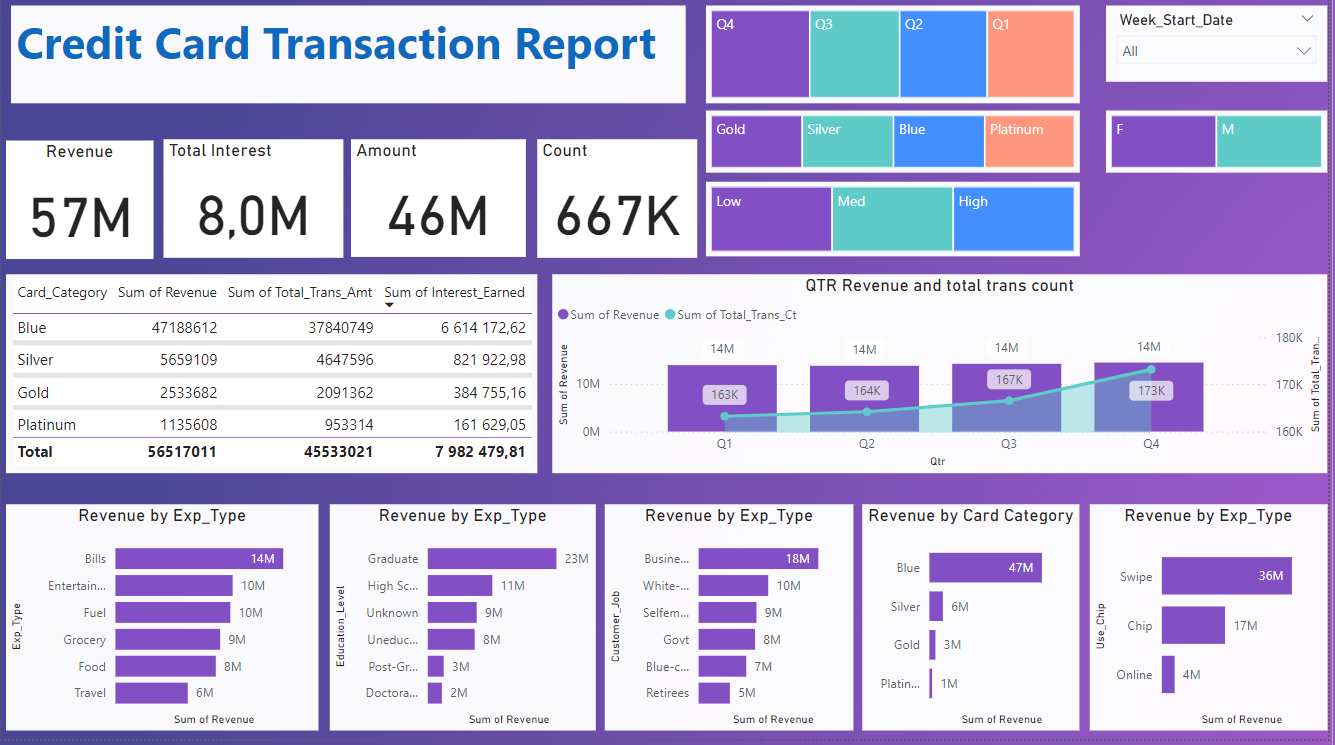 Credit Card Transaction Report
Q4 Q3 Q2 Q1
Week_Start_Date
All
Gold Silver Blue Platinum
F M
Low Med High
Revenue
57M
Total Interest
8,0M
Amount
46M
Count
667K
Card_Category Sum of Revenue Sum of Total_Trans_Amt Sum of Interest_Earned
Blue 47188612 37840749 6 614 172,62
Silver 5659109 4647596 821 922,98
Gold 2533682 2091362 384 755,16
Platinum 1135608 953314 161 629,05
Total 56517011 45533021 7 982 479,81
QTR Revenue and total trans count
Sum of Revenue Sum of Total_Trans_Ct
Sum of Revenue
10M
0M
14M 14M 14M 14M
163K 164K 167K 173K
Q1 Q2 Q3 Q4
Qtr
180K
170K
160K
Sum of Total_Tran...
Revenue by Exp_Type
Exp_Type
Bills 14M
Entertain... 10M
Fuel 10M
Grocery 9M
Food 8M
Travel 6M
Sum of Revenue
Revenue by Exp_Type
Education_Level
Graduate 23M
High Sc... 11M
Unknown 9M
Uneduc... 8M
Post-Gr... 3M
Doctora... 2M
Sum of Revenue
Revenue by Exp_Type
Customer_Job
Busine... 18M
White-... 10M
Selfem... 9M
Govt 8M
Blue-c... 7M
Retirees 5M
Sum of Revenue
Revenue by Card Category
Blue 47M
Silver 6M
Gold 3M
Platin... 1M
Sum of Revenue
Revenue by Exp_Type
Use_Chip
Swipe 36M
Chip 17M
Online 4M
Sum of Revenue